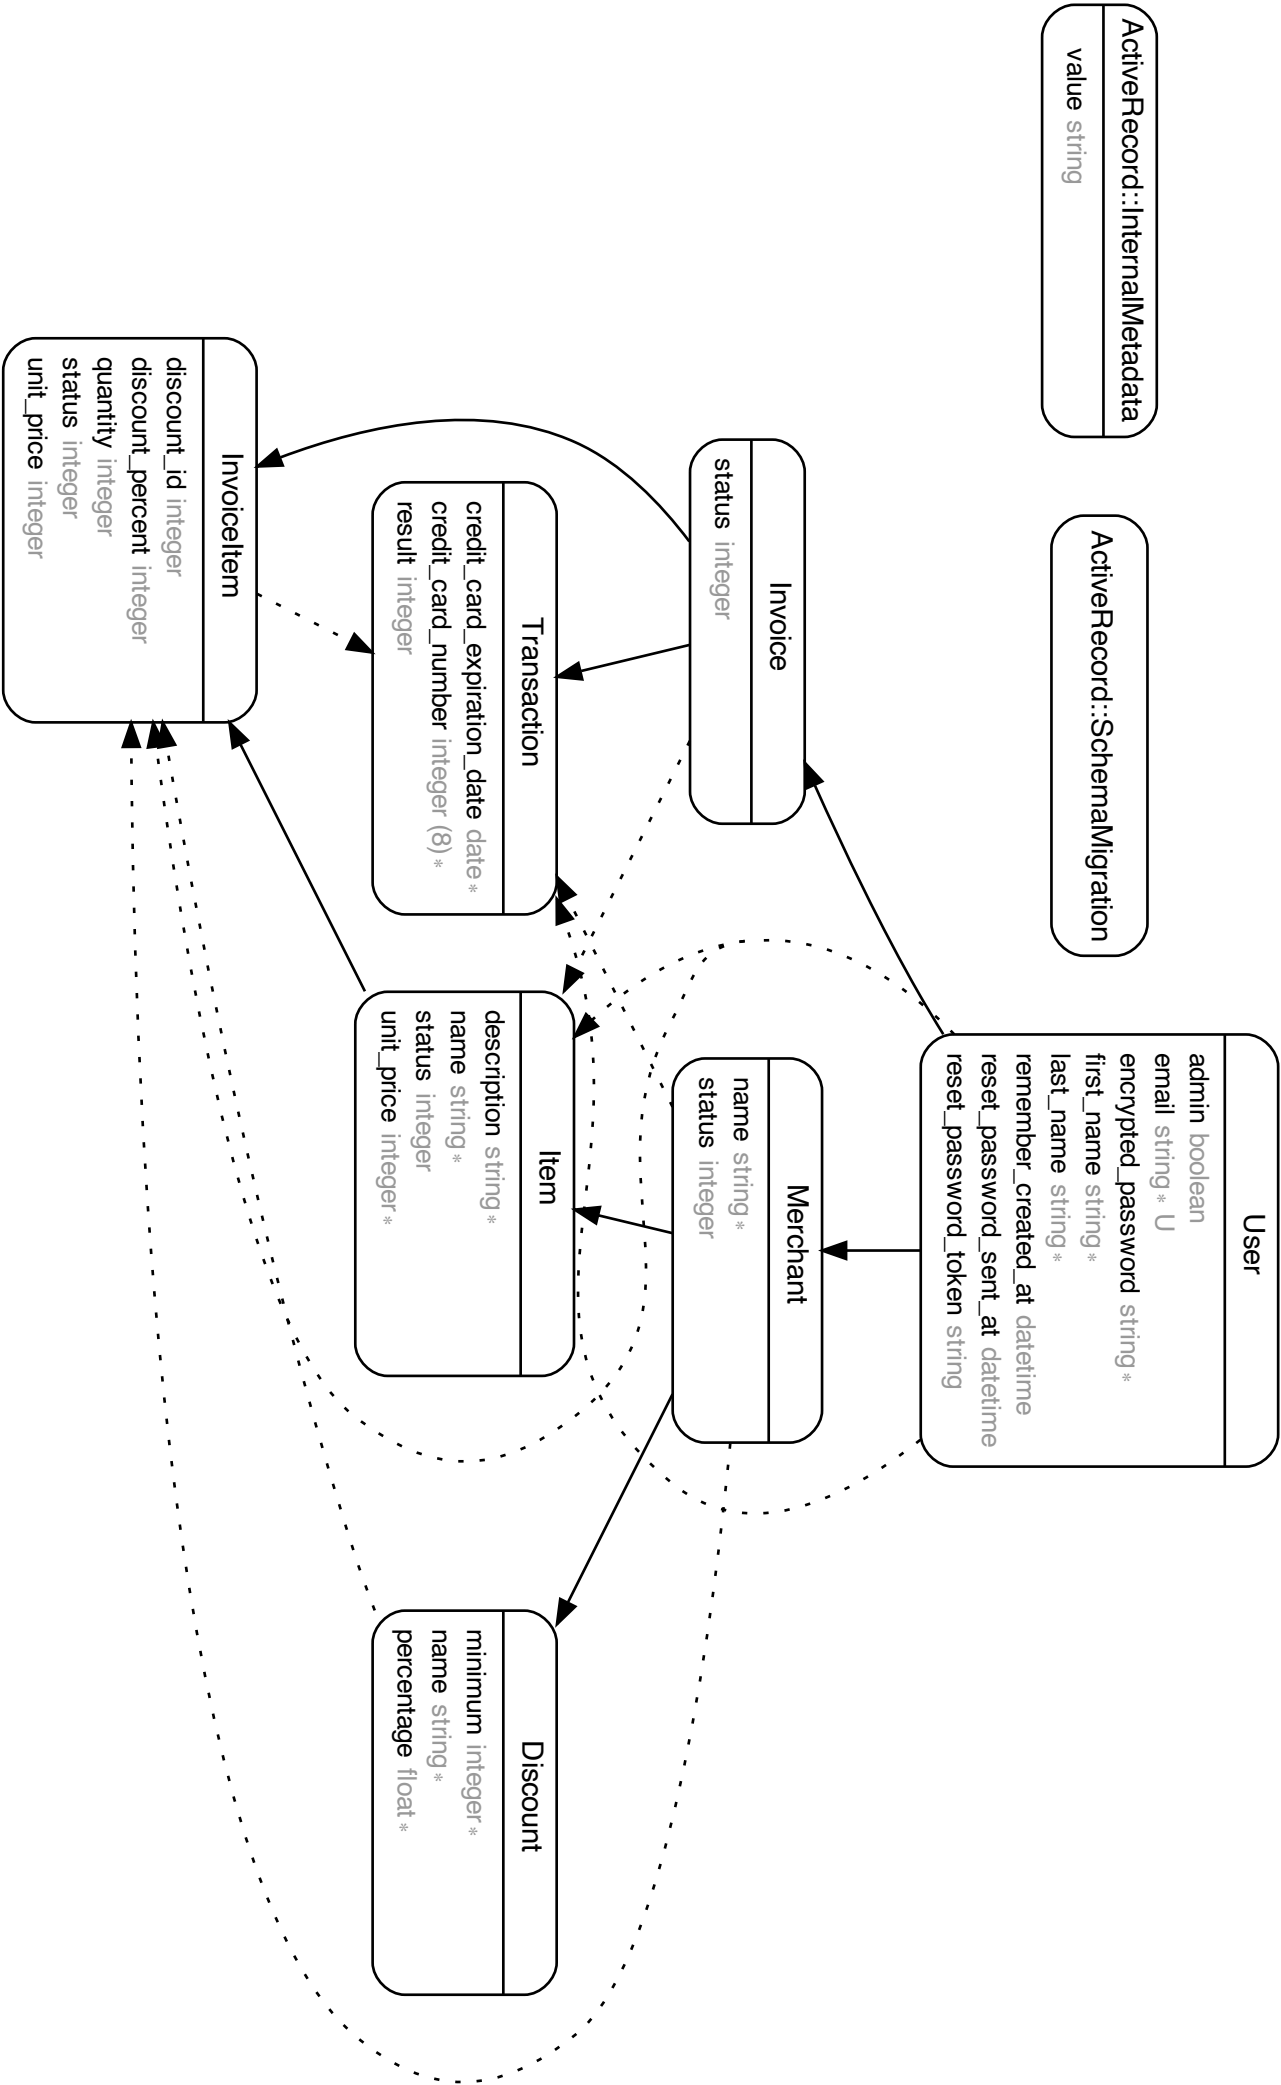 ActiveRecord::InternalMetadata
value string
ActiveRecord::SchemaMigration
User
admin boolean
email string * U
encrypted_password string *
first_name string *
last_name string *
remember_created_at datetime
reset_password_sent_at datetime
reset_password_token string
Invoice
status integer
Merchant
name string *
status integer
Transaction
credit_card_expiration_date date *
credit_card_number integer (8) *
result integer
Item
description string *
name string *
status integer
unit_price integer *
Discount
minimum integer *
name string *
percentage float *
InvoiceItem
discount_id integer
discount_percent integer
quantity integer
status integer
unit_price integer